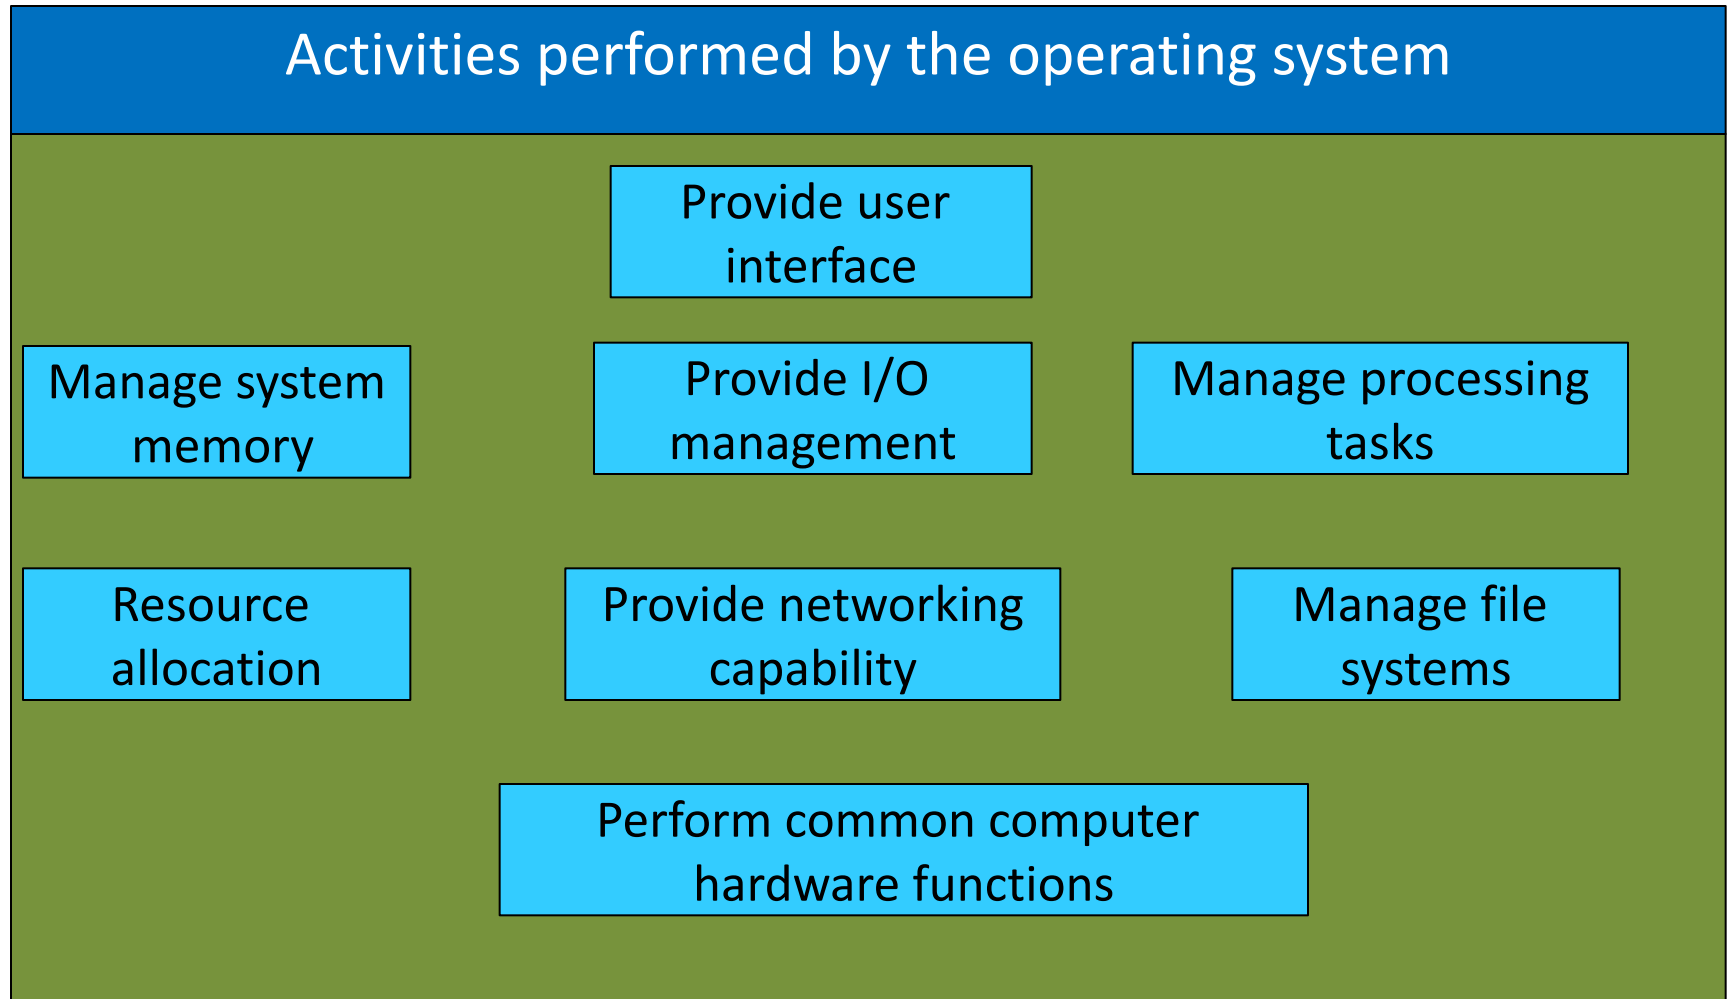 Activities performed by the operating system
Provide user
interface
Manage system
memory
Provide I/O
management
Manage processing
tasks
Resource
allocation
Provide networking
capability
Manage file
systems
Perform common computer
hardware functions